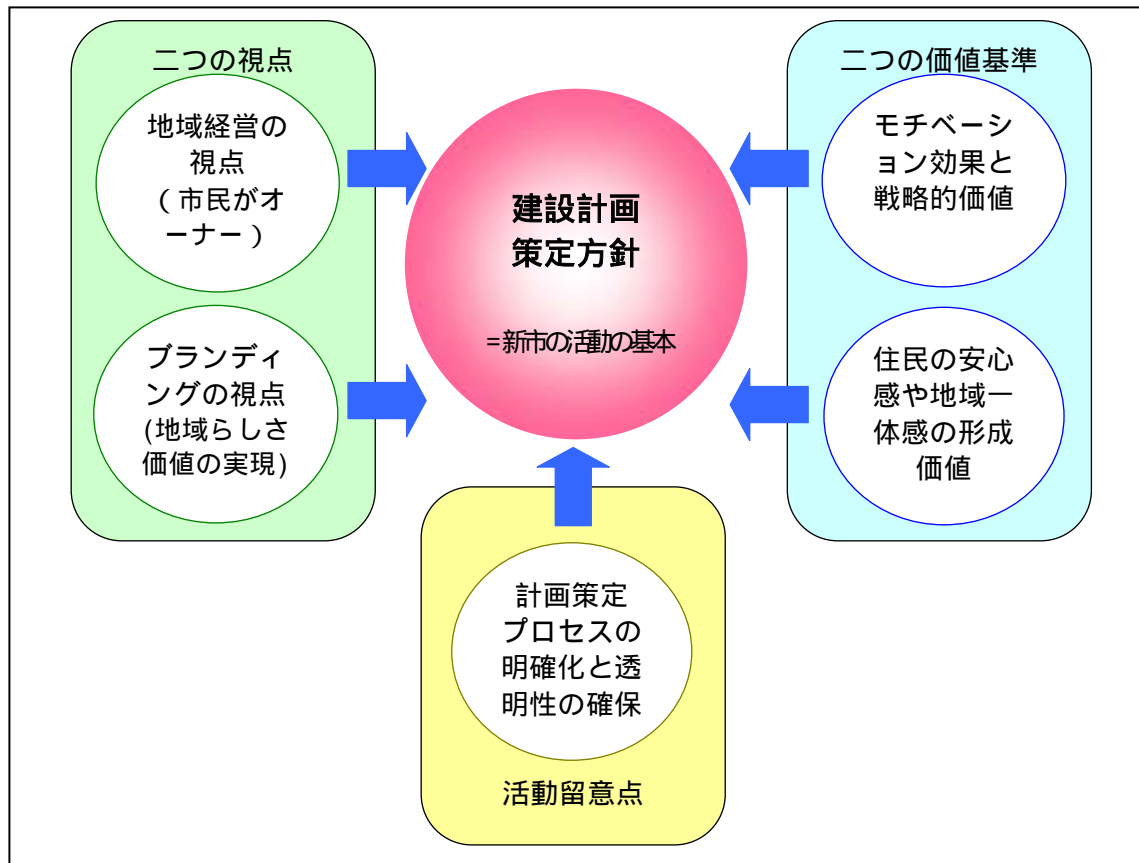 二つの視点
地域経営の
視点
(市民がオ
ーナー)
ブランディ
ングの視点
(地域らしさ
価値の実現)
建設計画
策定方針
=新市の活動の基本
二つの価値基準
モチベーシ
ョン効果と
戦略的価値
住民の安心
感や地域一
体感の形成
価値
計画策定
プロセスの
明確化と透
明性の確保
活動留意点